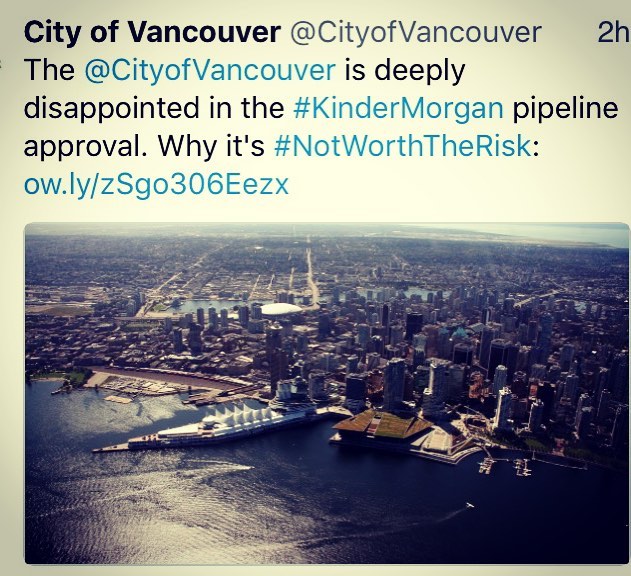 City of Vancouver @CityofVancouver 2h
The @CityofVancouver is deeply
disappointed in the #KinderMorgan pipeline
approval. Why it's #NotWorthTheRisk:
ow.ly/zSgo306Eezx